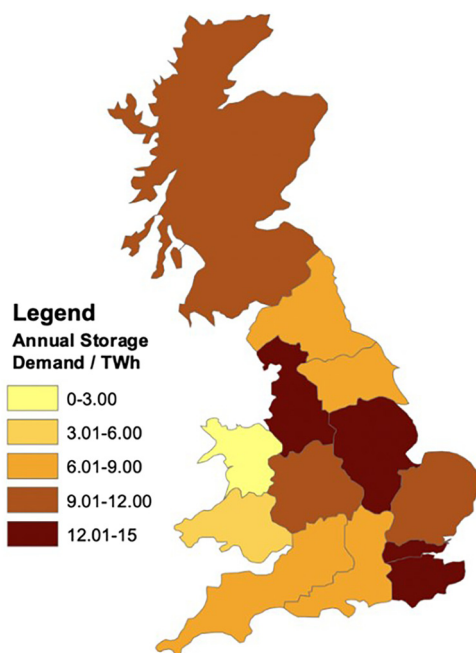 Legend
Annual Storage
Demand / TWh
0-3.00
3.01-6.00
6.01-9.00
9.01-12.00
12.01-15